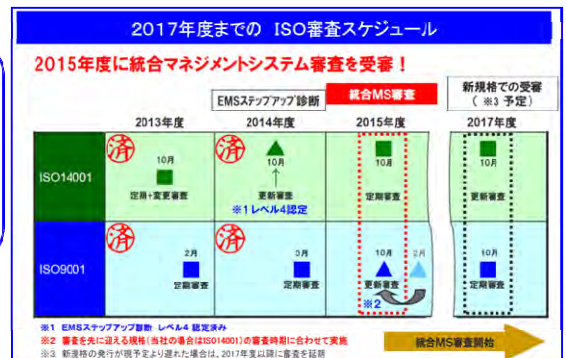 2017年度までの ISO審査スケジュール
2015年度に統合マネジメントシステム審査を受審！
EMSステップアップ診断
統合MS審査
新規格での受審
（ ※3 予定）
2013年度
2014年度
2015年度
2017年度
ISO14001
済
10月
定期+変更審査
済
10月
更新審査
※1レベル4認定
10月
定期審査
10月
更新審査
ISO9001
済
2月
定期審査
済
3月
定期審査
10月
2月
更新審査
※2
10月
定期審査
※1 EMSステップアップ診断 レベル4 認定済み
※2 審査を先に迎える規格(当社の場合はISO14001)の審査時期に合わせて実施
※3 新規格の発行が現予定より遅れた場合は、2017年度以降に審査を延期
統合MS審査開始